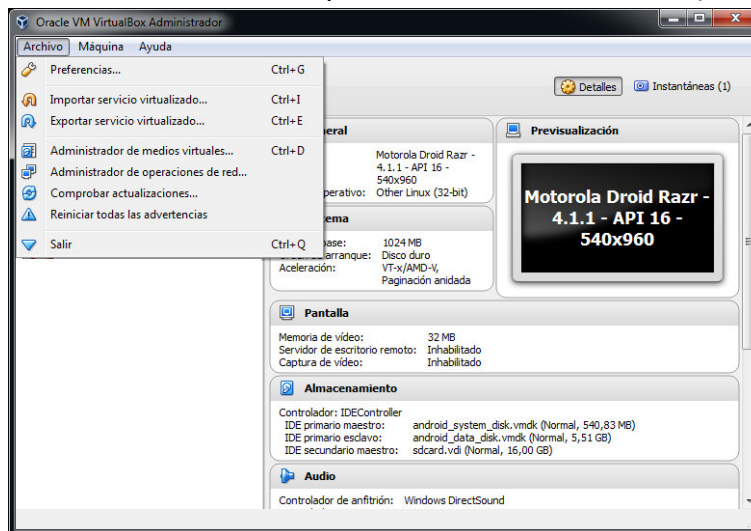 Oracle VM VirtualBox Administrador
Archivo Máquina Ayuda
Preferencias... Ctrl+G
Importar servicio virtualizado... Ctrl+I
Exportar servicio virtualizado... Ctrl+E
Administrador de medios virtuales... Ctrl+D
Administrador de operaciones de red...
Comprobar actualizaciones...
Reiniciar todas las advertencias
Salir Ctrl+Q
Detalles Instantáneas (1)
eral
Motorola Droid Razr -
4.1.1 - API 16 -
540x960
perativo: Other Linux (32-bit)
ema
base: 1024 MB
arranque: Disco duro
Aceleración: VT-x/AMD-V,
Paginación anidada
Previsualización
Motorola Droid Razr -
4.1.1 - API 16 -
540x960
Pantalla
Memoria de vídeo: 32 MB
Servidor de escritorio remoto: Inhabilitado
Captura de vídeo: Inhabilitado
Almacenamiento
Controlador: IDEController
IDE primario maestro: android_system_disk.vmdk (Normal, 540,83 MB)
IDE primario esclavo: android_data_disk.vmdk (Normal, 5,51 GB)
IDE secundario maestro: sdcard.vdi (Normal, 16,00 GB)
Audio
Controlador de anfitrión: Windows DirectSound